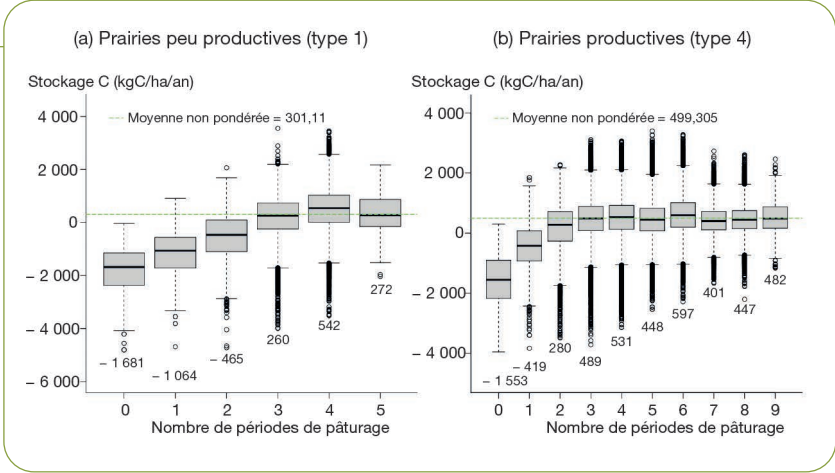 (a) Prairies peu productives (type 1)
Stockage C (kgC/ha/an)
4 000
2 000
0
– 2 000
– 4 000
– 6 000
Moyenne non pondérée = 301,11
– 1 681
– 1 064
– 465
260
542
272
0 1 2 3 4 5
Nombre de périodes de pâturage
(b) Prairies productives (type 4)
Stockage C (kgC/ha/an)
4 000
2 000
0
– 2 000
– 4 000
Moyenne non pondérée = 499,305
– 1 553
– 419
280
489
531
448
597
401
447
482
0 1 2 3 4 5 6 7 8 9
Nombre de périodes de pâturage